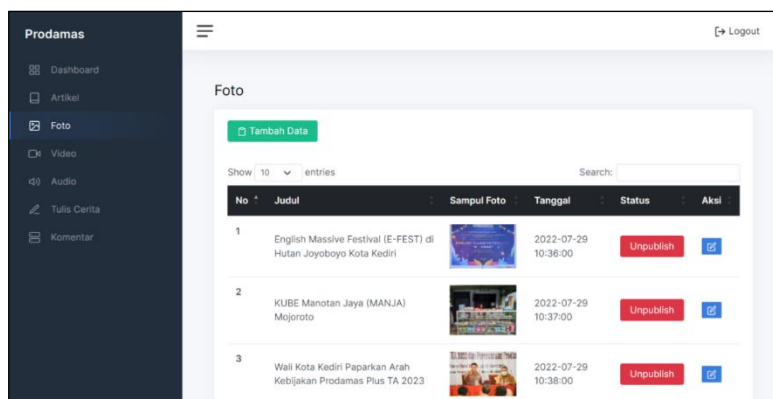 Prodamas
Logout
Dashboard
Artikel
Foto
Video
Audio
Tulis Cerita
Komentar
Foto
Tambah Data
Show 10 entries
Search:
No Judul Sampul Foto Tanggal Status Aksi
1
English Massive Festival (E-FEST) di
Hutan Joyoboyo Kota Kediri
2022-07-29
10:36:00
Unpublish
2
KUBE Manotan Jaya (MANJA)
Mojoroto
2022-07-29
10:37:00
Unpublish
3
Wali Kota Kediri Paparkan Arah
Kebijakan Prodamas Plus TA 2023
2022-07-29
10:38:00
Unpublish